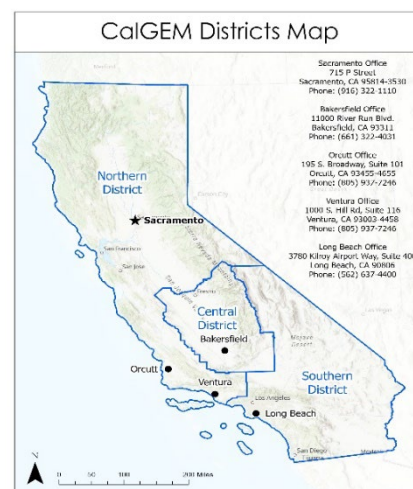 CalGEM Districts Map
Sacramento Office
715 P Street
Sacramento, CA 95814-3530
Phone: (916) 322-1110
Bakersfield Office
11000 River Run Blvd.
Bakersfield, CA 93311
Phone: (661) 322-4031
Orcutt Office
195 S. Broadway, Suite 101
Orcutt, CA 93455-4655
Phone: (805) 937-7246
Ventura Office
1000 S. Hill Rd, Suite 116
Ventura, CA 93003-4458
Phone: (805) 937-7246
Long Beach Office
3780 Kilroy Airport Way, Suite 400
Long Beach, CA 90806
Phone: (562) 637-4400
Northern
District
Sacramento
San Francisco
San Jose
Fresno
Central
District
Bakersfield
Mojave
Desert
Orcutt
Ventura
Los Angeles
Southern
District
Long Beach
San Diego
0 50 100 200 Miles